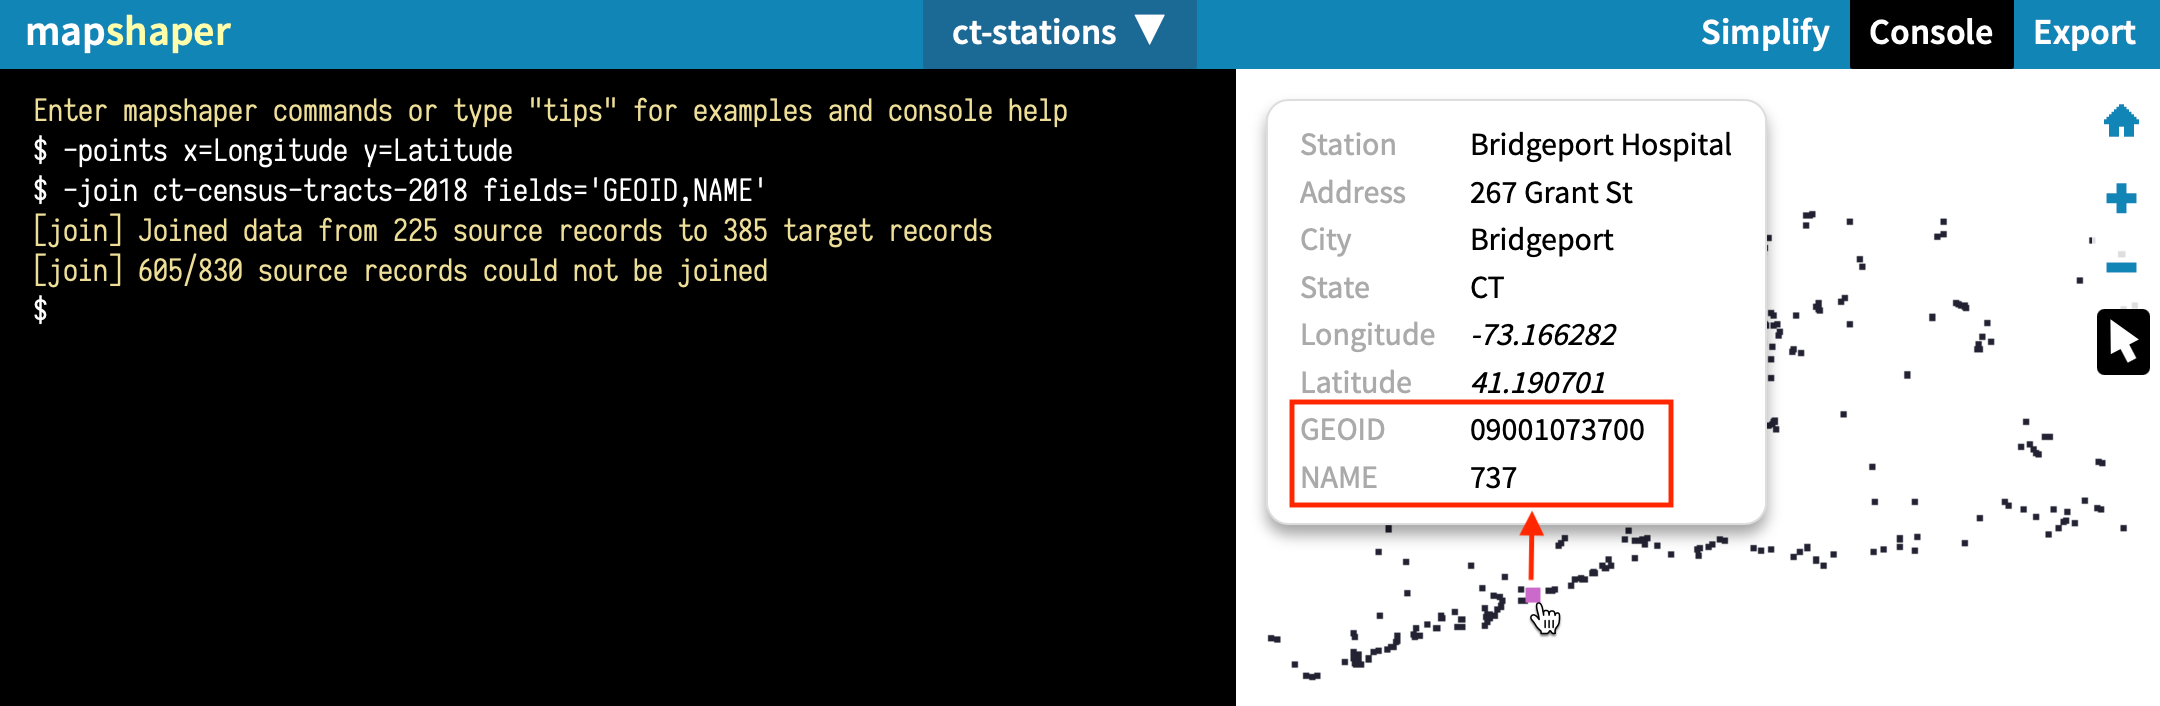 mapshaper
ct-stations ▼
Simplify Console Export
Enter mapshaper commands or type "tips" for examples and console help
$ -points x=Longitude y=Latitude
$ -join ct-census-tracts-2018 fields='GEOID,NAME'
[join] Joined data from 225 source records to 385 target records
[join] 605/830 source records could not be joined
$
Station Bridgeport Hospital
Address 267 Grant St
City Bridgeport
State CT
Longitude -73.166282
Latitude 41.190701
GEOID 09001073700
NAME 737